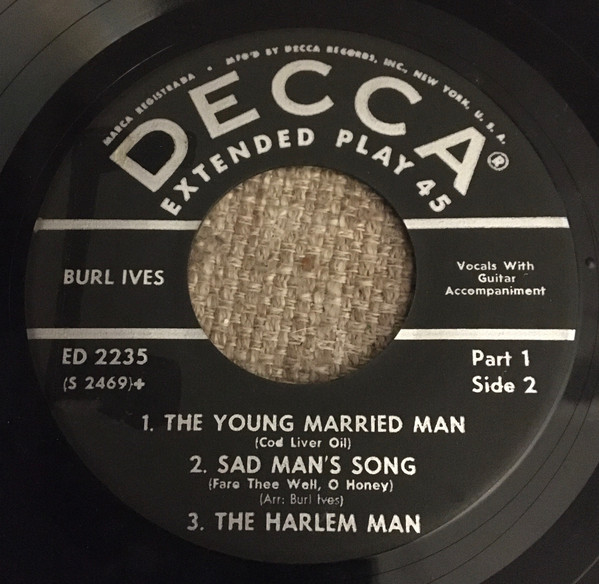 MARCA REGISTRADA • MF'G'D BY DECCA RECORDS, INC., NEW YORK, U. S. A.
DECCA®
EXTENDED PLAY 45
BURL IVES
Vocals With
Guitar
Accompaniment
ED 2235
(S 2469)+
Part 1
Side 2
1. THE YOUNG MARRIED MAN
(Cod Liver Oil)
2. SAD MAN'S SONG
(Fare Thee Well, O Honey)
(Arr: Burl Ives)
3. THE HARLEM MAN